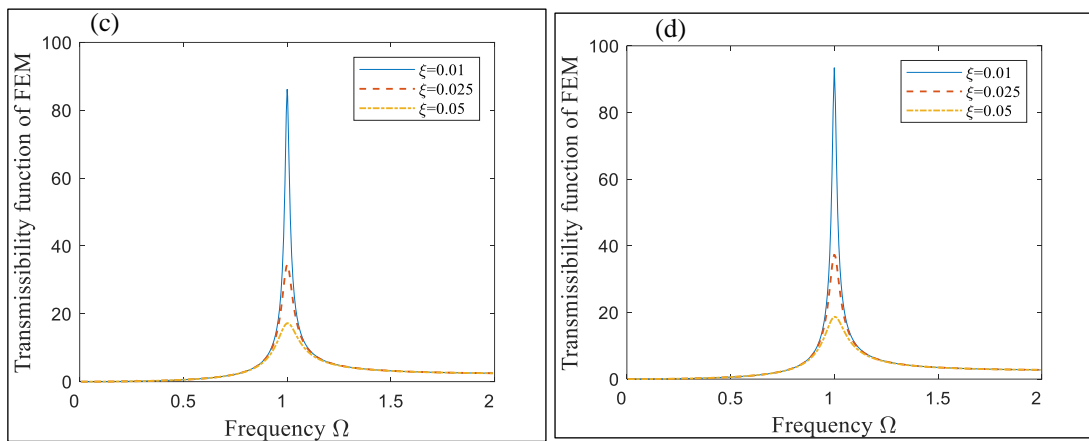 (c)
100
80
60
40
20
0
0
0.5
1
1.5
2
Transmissibility function of FEM
Frequency Ω
ξ=0.01
ξ=0.025
ξ=0.05
(d)
100
80
60
40
20
0
0
0.5
1
1.5
2
Transmissibility function of FEM
Frequency Ω
ξ=0.01
ξ=0.025
ξ=0.05